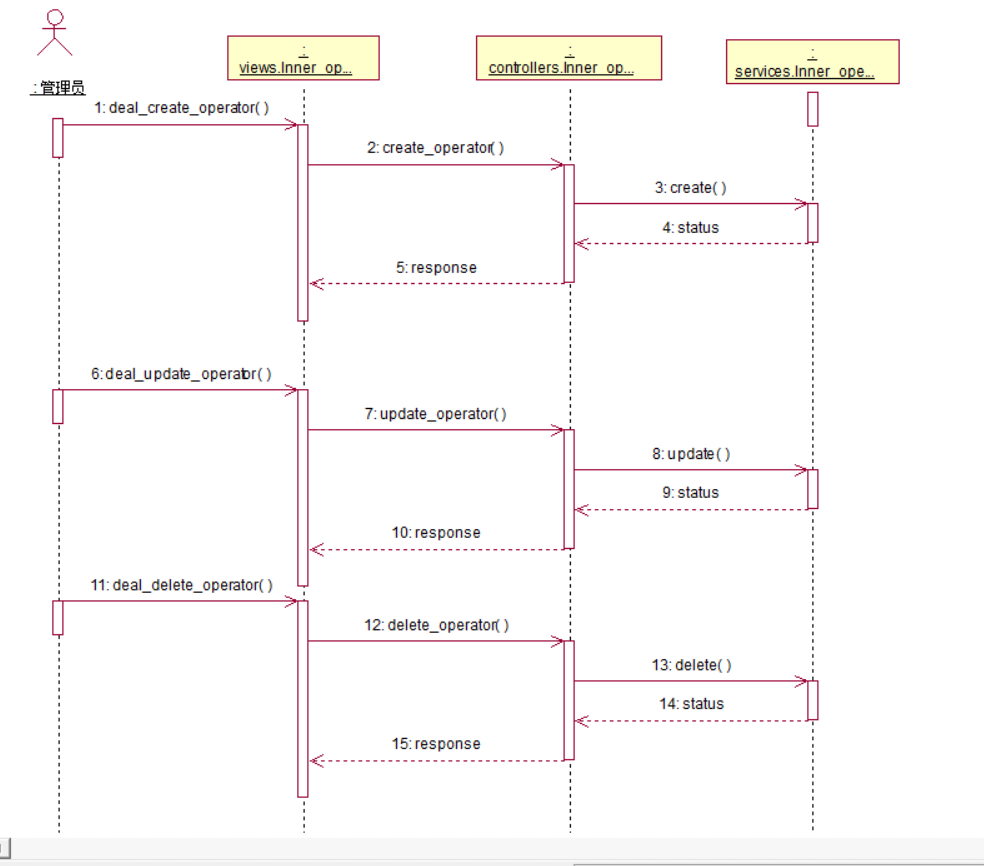 : 管理员
:
views.Inner_op...
:
controllers.Inner_op...
:
services.Inner_ope...
1: deal_create_operator( )
2: create_operator( )
3: create( )
4: status
5: response
6: deal_update_operator( )
7: update_operator( )
8: update( )
9: status
10: response
11: deal_delete_operator( )
12: delete_operator( )
13: delete( )
14: status
15: response